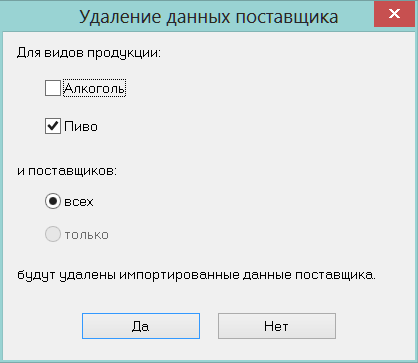 Удаление данных поставщика
Для видов продукции:
Алкоголь
Пиво
и поставщиков:
всех
только
будут удалены импортированные данные поставщика.
Да
Нет